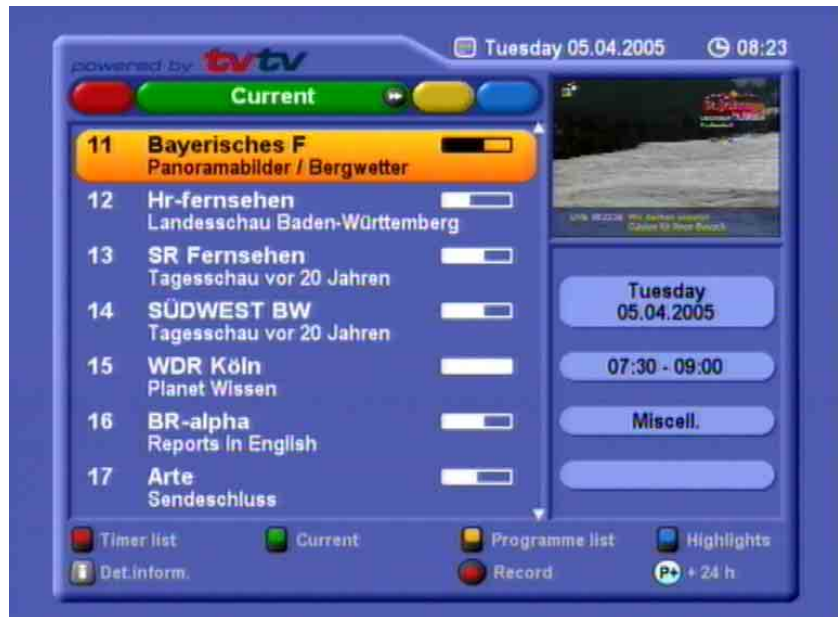 powered by tvtv
Tuesday 05.04.2005
08:23
Current
11 Bayerisches F
Panoramabilder / Bergwetter
12 Hr-fernsehen
Landesschau Baden-Württemberg
13 SR Fernsehen
Tagesschau vor 20 Jahren
14 SÜDWEST BW
Tagesschau vor 20 Jahren
15 WDR Köln
Planet Wissen
16 BR-alpha
Reports in English
17 Arte
Sendeschluss
Tuesday
05.04.2005
07:30 - 09:00
Miscell.
Timer list
Current
Programme list
Highlights
Det.inform.
Record
P+ + 24 h